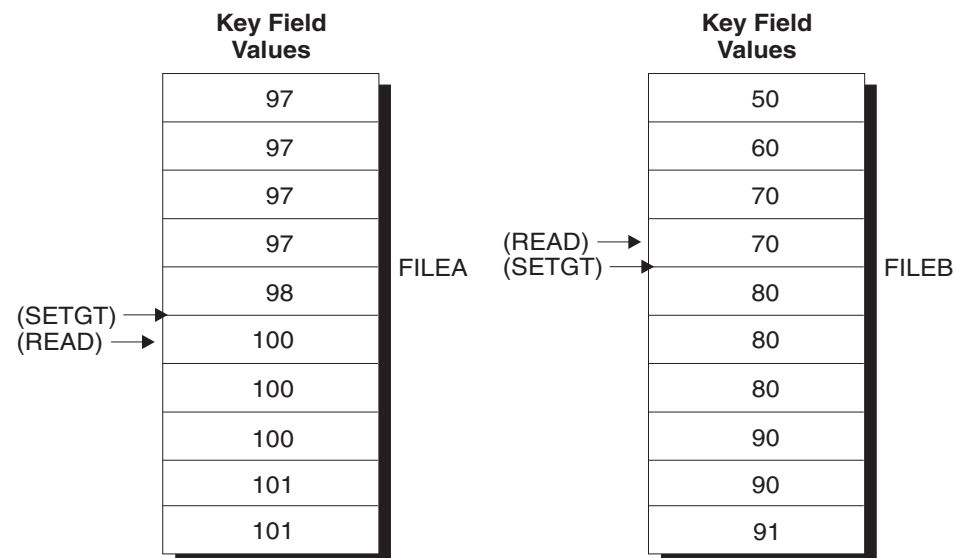 Key Field
Values
97
97
97
97
98
100
100
100
101
101
(SETGT)
(READ)
FILEA
Key Field
Values
50
60
70
70
80
80
80
90
90
91
(READ)
(SETGT)
FILEB